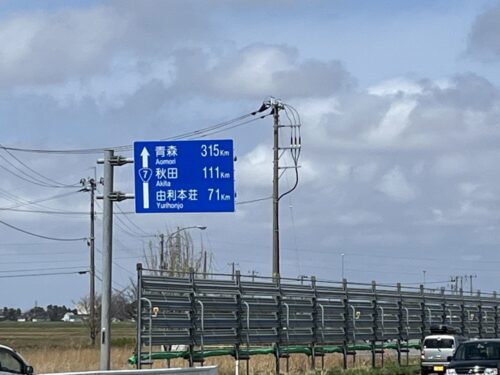 青森 315Km
Aomori
7
秋田 111Km
Akita
由利本荘 71Km
Yurihonjo